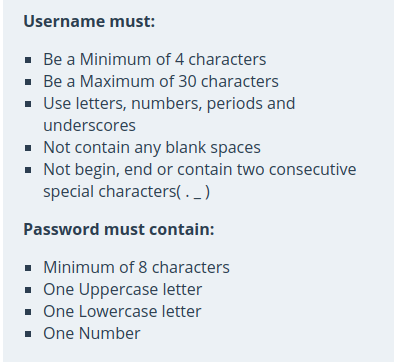 Username must:
Be a Minimum of 4 characters
Be a Maximum of 30 characters
Use letters, numbers, periods and
underscores
Not contain any blank spaces
Not begin, end or contain two consecutive
special characters( . _ )
Password must contain:
Minimum of 8 characters
One Uppercase letter
One Lowercase letter
One Number